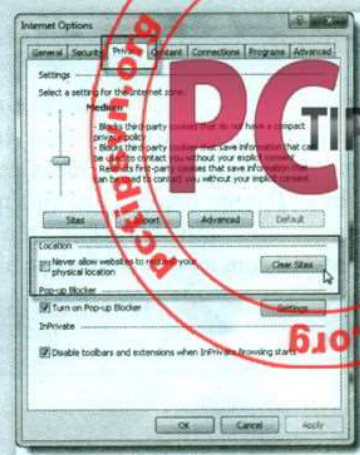 Internet Options
General Security Privacy Content Connections Programs Advanced
Settings
Select a setting for the Internet zone.
Medium
- Blocks third-party cookies that do not have a compact
privacy policy
- Blocks third-party cookies that save information that can
be used to contact you without your explicit consent
- Restricts first-party cookies that save information that
can be used to contact you without your implicit consent
Sites Import Advanced Default
Location
Never allow websites to request your
physical location
Clear Sites
Pop-up Blocker
Turn on Pop-up Blocker
Settings
InPrivate
Disable toolbars and extensions when InPrivate Browsing starts
OK Cancel Apply
PC